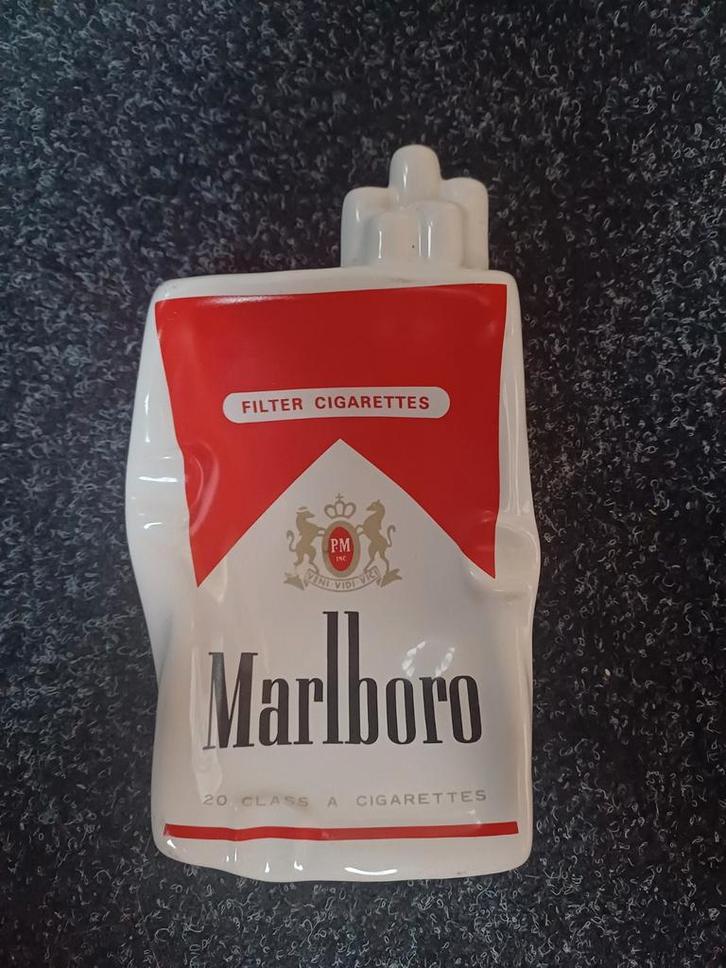 FILTER CIGARETTES
PM
INC
VENI·VIDI·VICI
Marlboro
20 CLASS A CIGARETTES